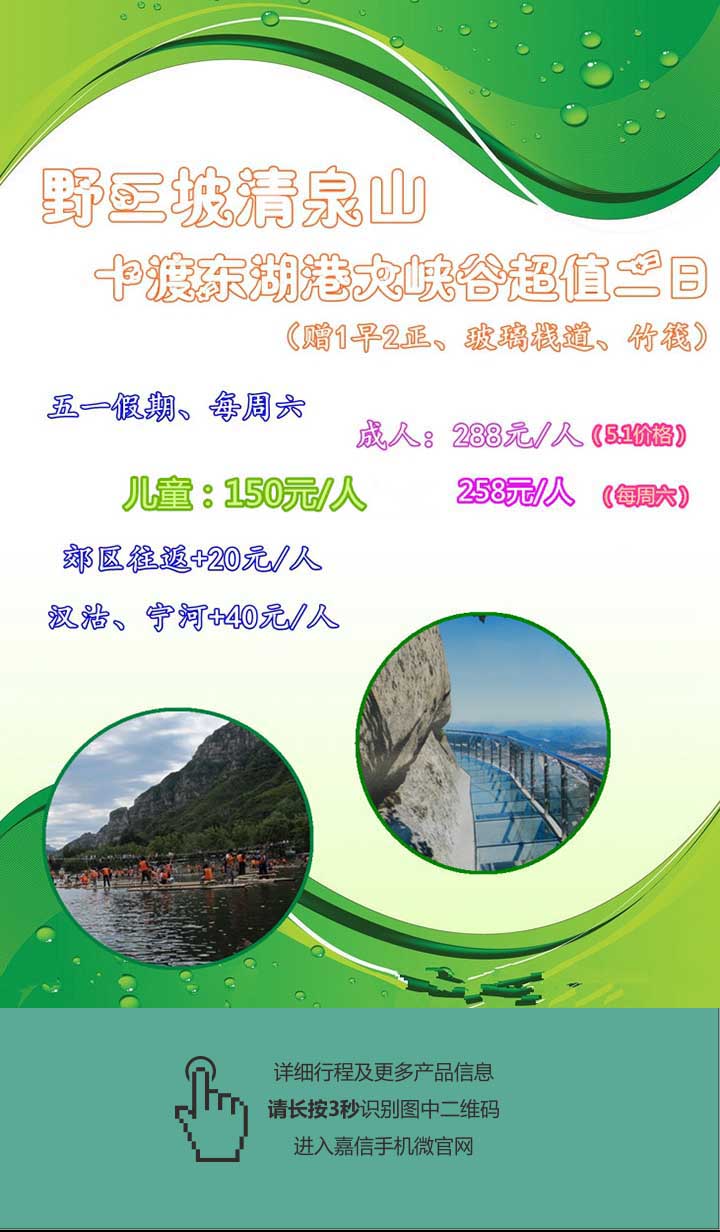 野三坡清泉山
十渡东湖港大峡谷超值二日
（赠1早2正、玻璃栈道、竹筏）
五一假期、每周六
成人：288元/人（5.1价格）
儿童：150元/人 258元/人 （每周六）
郊区往返+20元/人
汉沽、宁河+40元/人
详细行程及更多产品信息
请长按3秒识别图中二维码
进入嘉信手机微官网